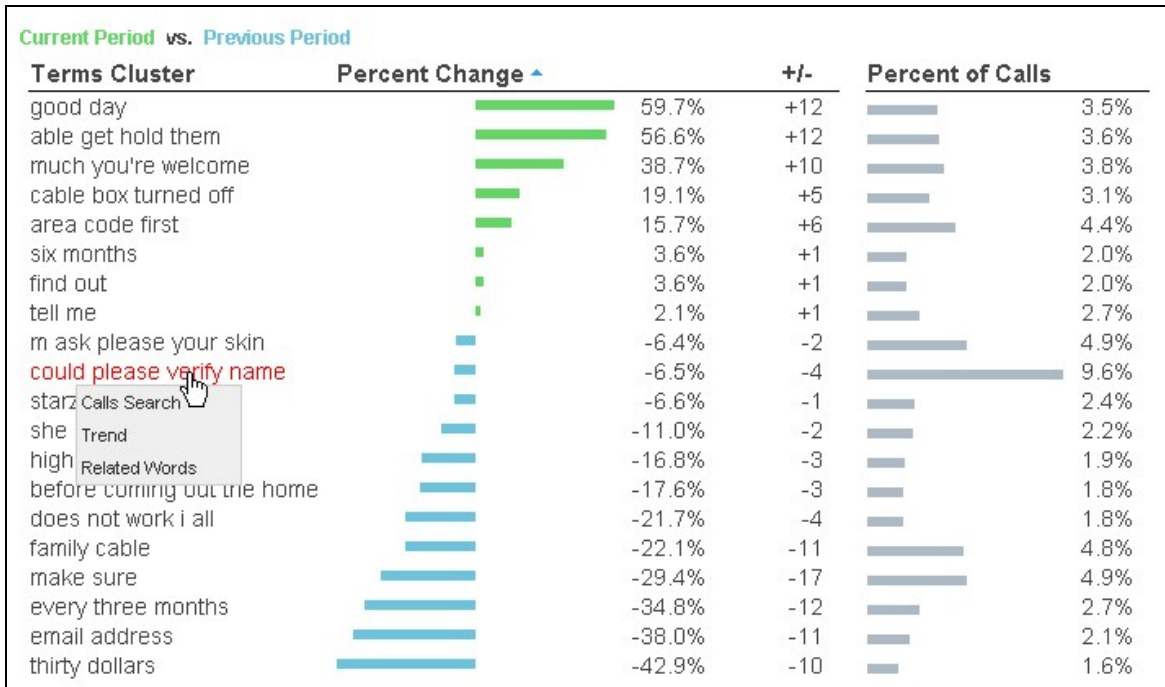 Current Period vs. Previous Period
Terms Cluster Percent Change +/- Percent of Calls
good day 59.7% +12 3.5%
able get hold them 56.6% +12 3.6%
much you're welcome 38.7% +10 3.8%
cable box turned off 19.1% +5 3.1%
area code first 15.7% +6 4.4%
six months 3.6% +1 2.0%
find out 3.6% +1 2.0%
tell me 2.1% +1 2.7%
m ask please your skin -6.4% -2 4.9%
could please verify name -6.5% -4 9.6%
starz -6.6% -1 2.4%
Calls Search
she -11.0% -2 2.2%
Trend
high -16.8% -3 1.9%
Related Words
before coming out the home -17.6% -3 1.8%
does not work i all -21.7% -4 1.8%
family cable -22.1% -11 4.8%
make sure -29.4% -17 4.9%
every three months -34.8% -12 2.7%
email address -38.0% -11 2.1%
thirty dollars -42.9% -10 1.6%